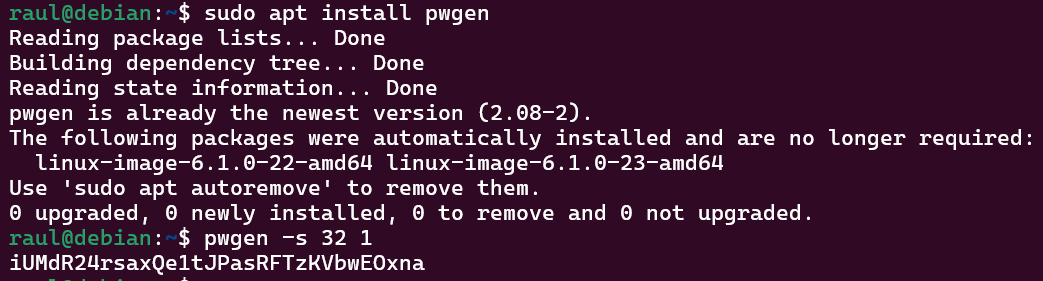 raul@debian:~$ sudo apt install pwgen
Reading package lists... Done
Building dependency tree... Done
Reading state information... Done
pwgen is already the newest version (2.08-2).
The following packages were automatically installed and are no longer required:
  linux-image-6.1.0-22-amd64 linux-image-6.1.0-23-amd64
Use 'sudo apt autoremove' to remove them.
0 upgraded, 0 newly installed, 0 to remove and 0 not upgraded.
raul@debian:~$ pwgen -s 32 1
iUMdR24rsaxQe1tJPasRFTzKVbwEOxna